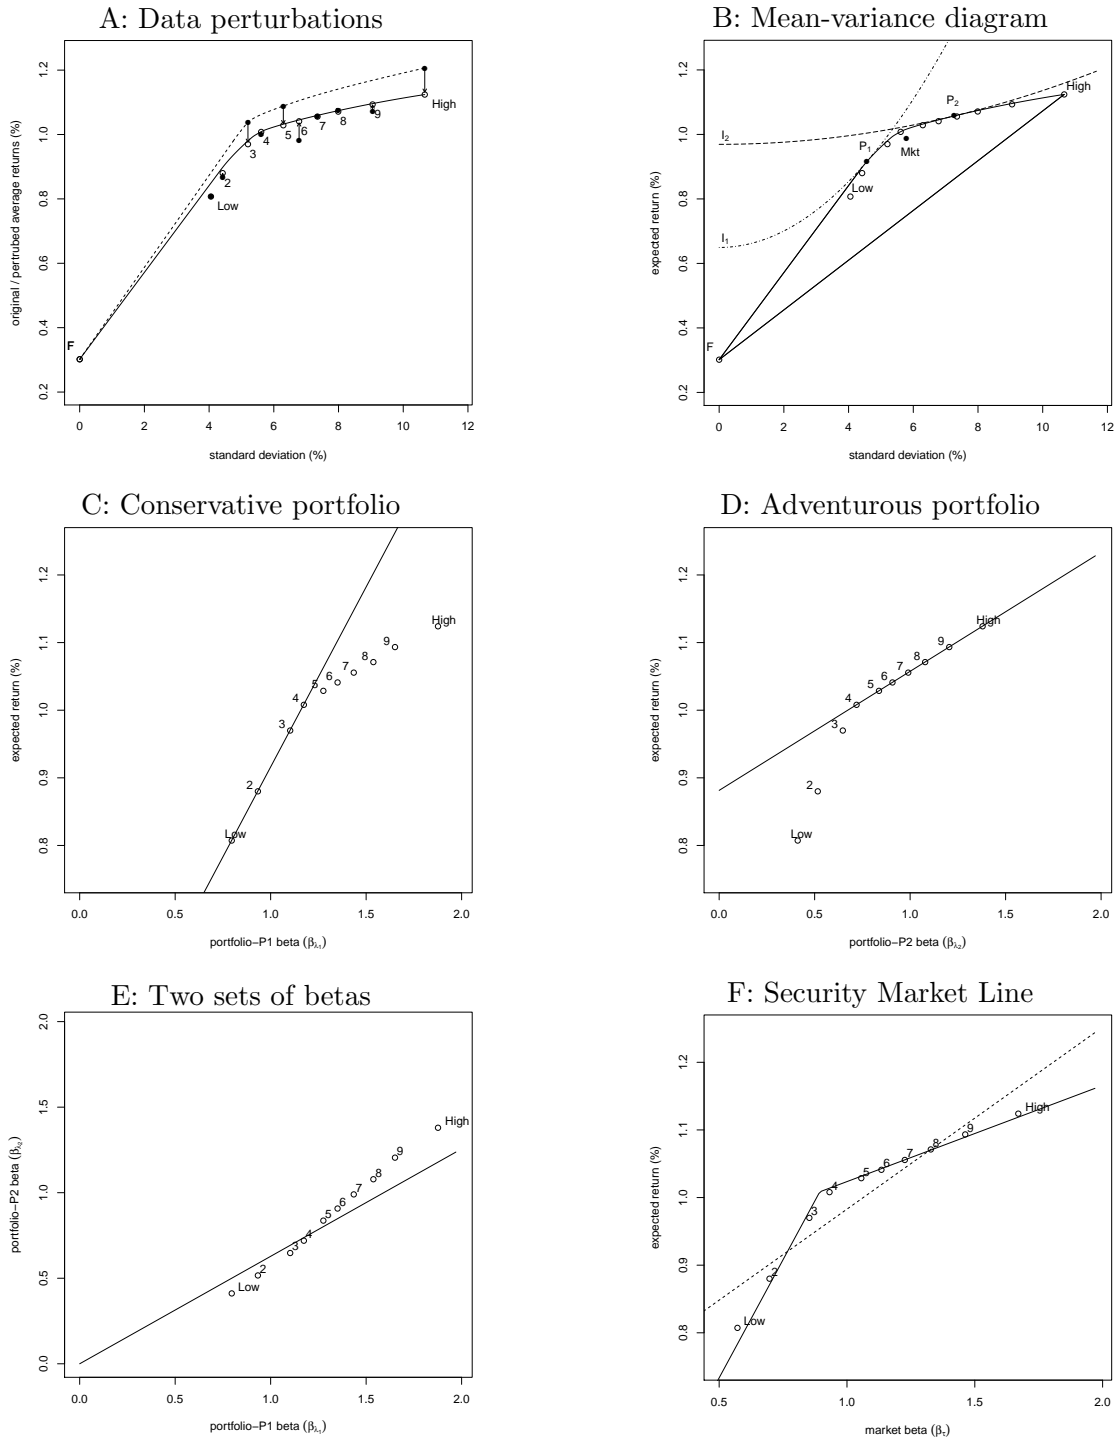 A: Data perturbations
original / pertrubed average returns (%)
0.2 0.4 0.6 0.8 1.0 1.2
High
9
8
7
6
5
4
3
2
Low
F
0 2 4 6 8 10 12
standard deviation (%)
B: Mean-variance diagram
expected return (%)
0.2 0.4 0.6 0.8 1.0 1.2
High
P2
I2
P1
Mkt
Low
I1
F
0 2 4 6 8 10 12
standard deviation (%)
C: Conservative portfolio
expected return (%)
0.8 0.9 1.0 1.1 1.2
High
9
8
7
6
5
4
3
2
Low
0.0 0.5 1.0 1.5 2.0
portfolio−P1 beta (βλ1)
D: Adventurous portfolio
expected return (%)
0.8 0.9 1.0 1.1 1.2
High
9
8
7
6
5
4
3
2
Low
0.0 0.5 1.0 1.5 2.0
portfolio−P2 beta (βλ2)
E: Two sets of betas
portfolio−P2 beta (βλ2)
0.0 0.5 1.0 1.5 2.0
High
9
8
7
6
5
4
3
2
Low
0.0 0.5 1.0 1.5 2.0
portfolio−P1 beta (βλ1)
F: Security Market Line
expected return (%)
0.8 0.9 1.0 1.1 1.2
High
9
8
7
6
5
4
3
2
Low
0.5 1.0 1.5 2.0
market beta (βτ)